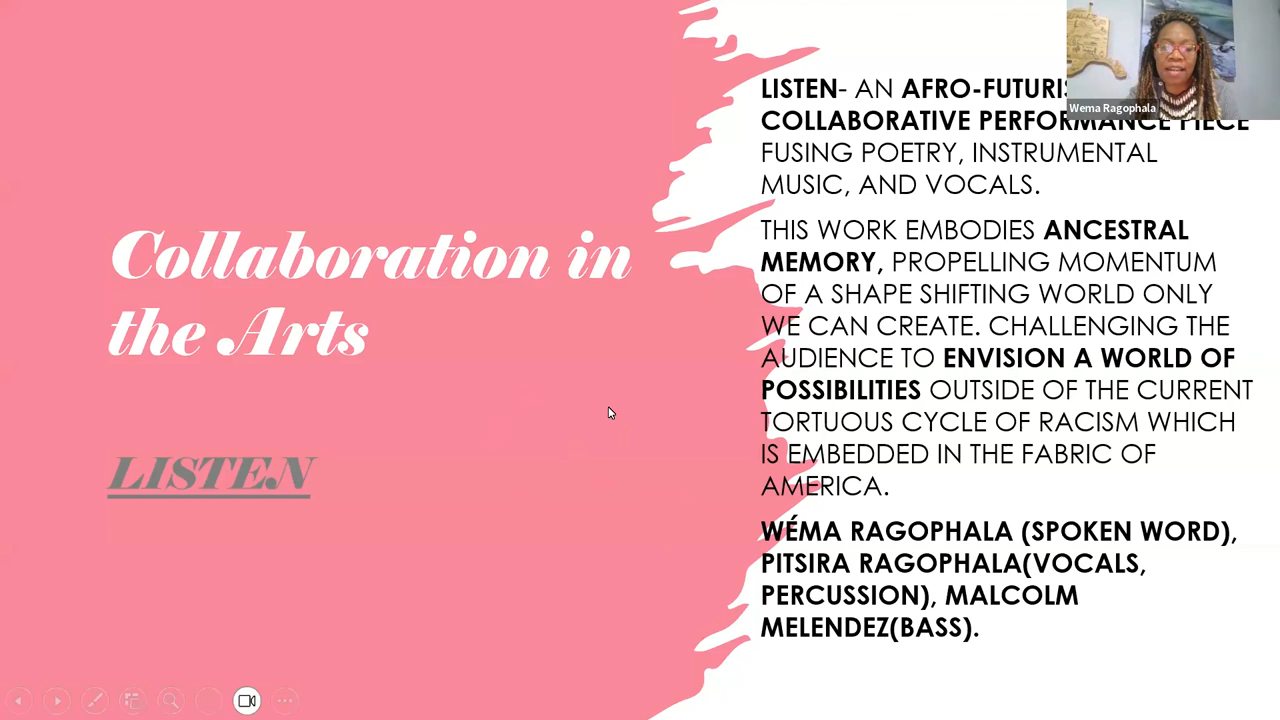 Collaboration in
the Arts
LISTEN
LISTEN- AN AFRO-FUTURIS
COLLABORATIVE PERFORMANCE PIECE
FUSING POETRY, INSTRUMENTAL
MUSIC, AND VOCALS.
THIS WORK EMBODIES ANCESTRAL
MEMORY, PROPELLING MOMENTUM
OF A SHAPE SHIFTING WORLD ONLY
WE CAN CREATE. CHALLENGING THE
AUDIENCE TO ENVISION A WORLD OF
POSSIBILITIES OUTSIDE OF THE CURRENT
TORTUOUS CYCLE OF RACISM WHICH
IS EMBEDDED IN THE FABRIC OF
AMERICA.
WÉMA RAGOPHALA (SPOKEN WORD),
PITSIRA RAGOPHALA(VOCALS,
PERCUSSION), MALCOLM
MELENDEZ(BASS).
Wema Ragophala